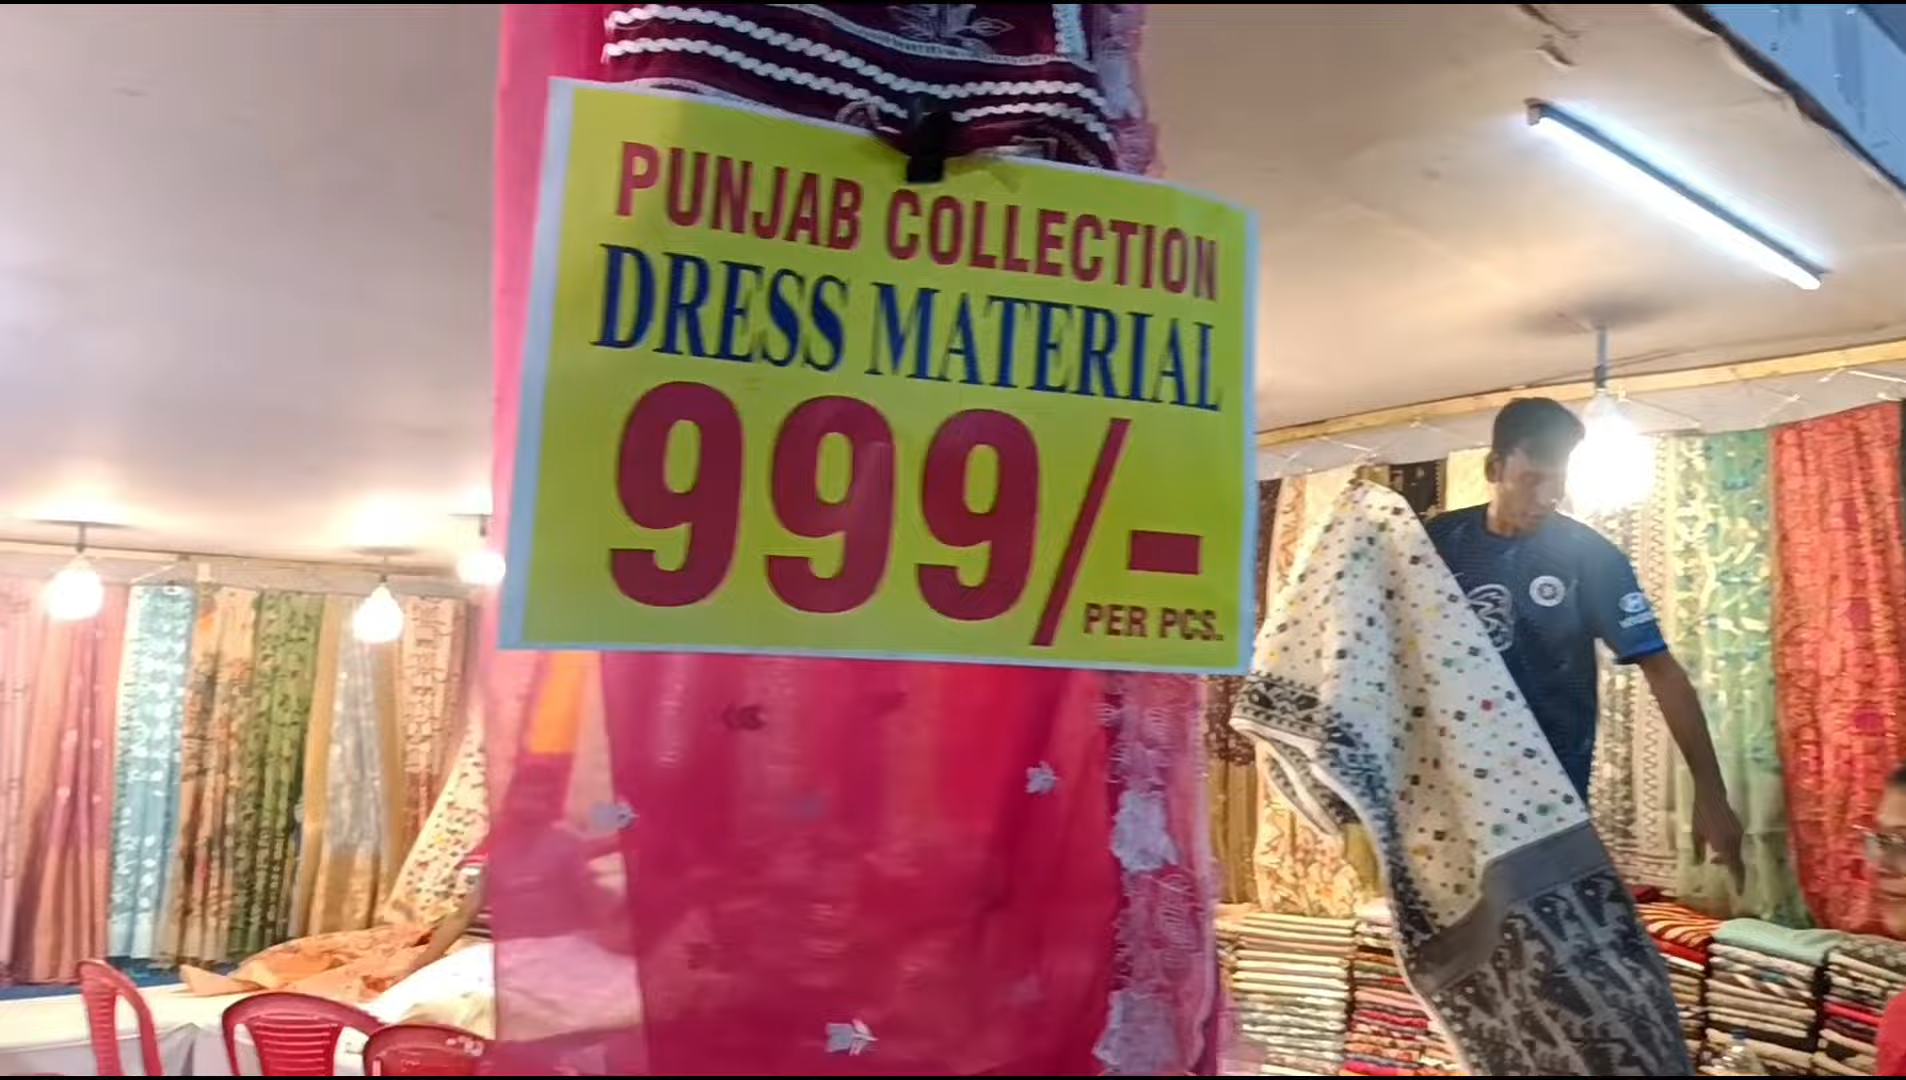 PUNJAB COLLECTION
DRESS MATERIAL
999/-
PER PCS.